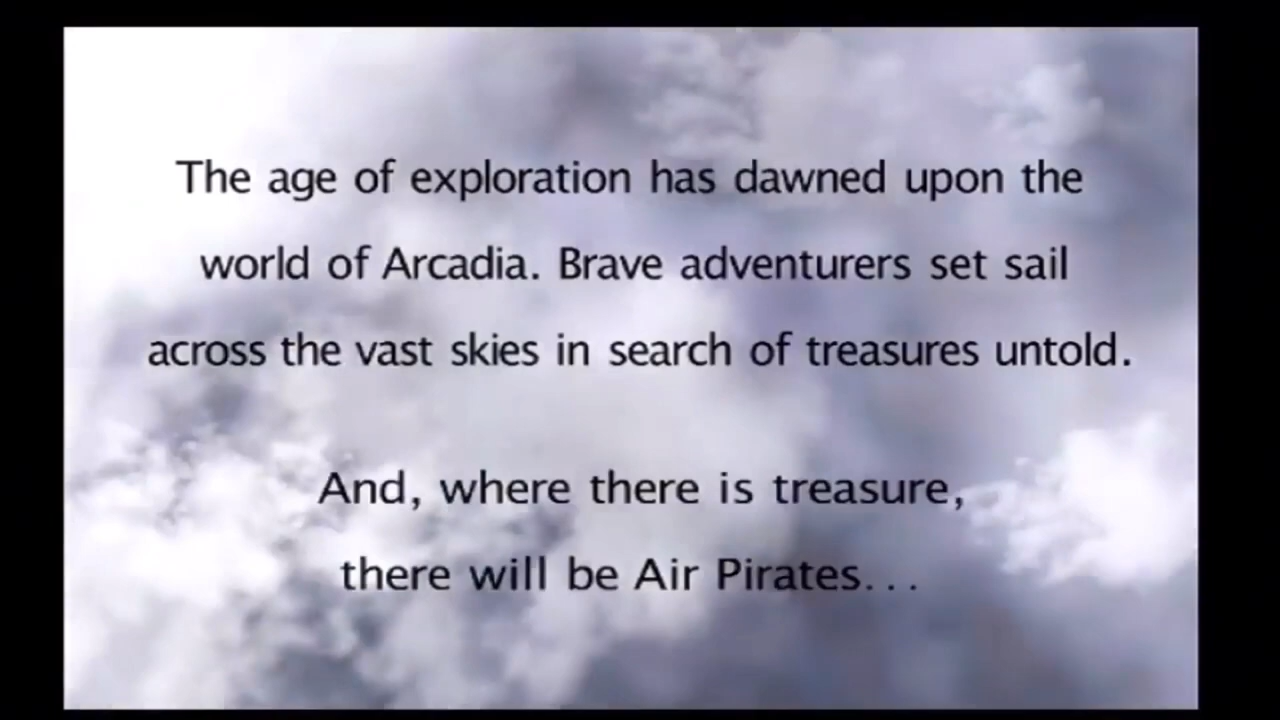 The age of exploration has dawned upon the
world of Arcadia. Brave adventurers set sail
across the vast skies in search of treasures untold.
And, where there is treasure,
there will be Air Pirates...